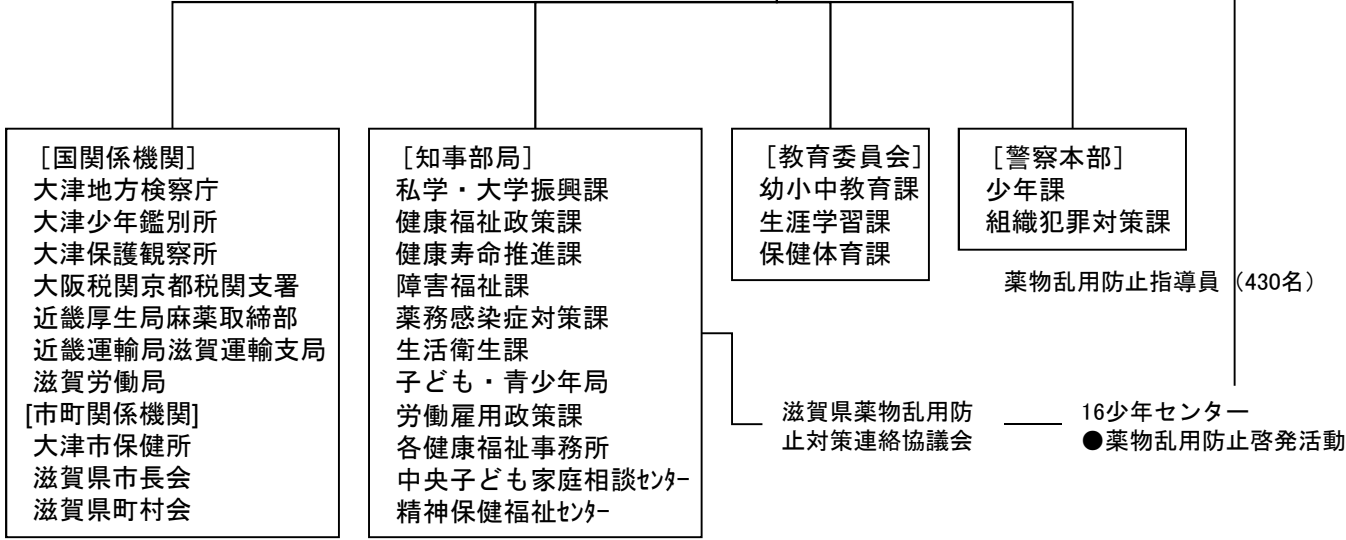 ［国関係機関］
大津地方検察庁
大津少年鑑別所
大津保護観察所
大阪税関京都税関支署
近畿厚生局麻薬取締部
近畿運輸局滋賀運輸支局
滋賀労働局
[市町関係機関]
大津市保健所
滋賀県市長会
滋賀県町村会
［知事部局］
私学・大学振興課
健康福祉政策課
健康寿命推進課
障害福祉課
薬務感染症対策課
生活衛生課
子ども・青少年局
労働雇用政策課
各健康福祉事務所
中央子ども家庭相談ｾﾝﾀｰ
精神保健福祉ｾﾝﾀｰ
［教育委員会］
幼小中教育課
生涯学習課
保健体育課
［警察本部］
少年課
組織犯罪対策課
薬物乱用防止指導員（430名）
滋賀県薬物乱用防
止対策連絡協議会
16少年センター
●薬物乱用防止啓発活動